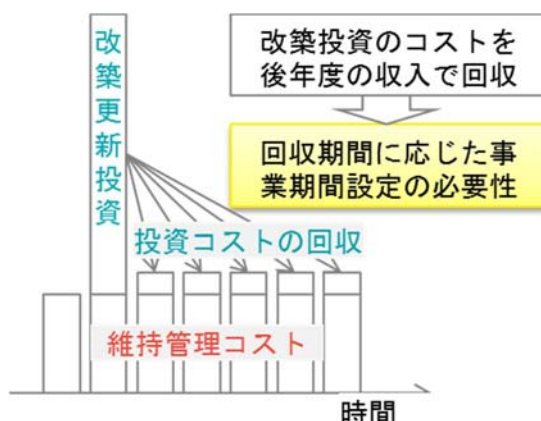 改築更新投資
改築投資のコストを
後年度の収入で回収
回収期間に応じた事
業期間設定の必要性
投資コストの回収
維持管理コスト
時間